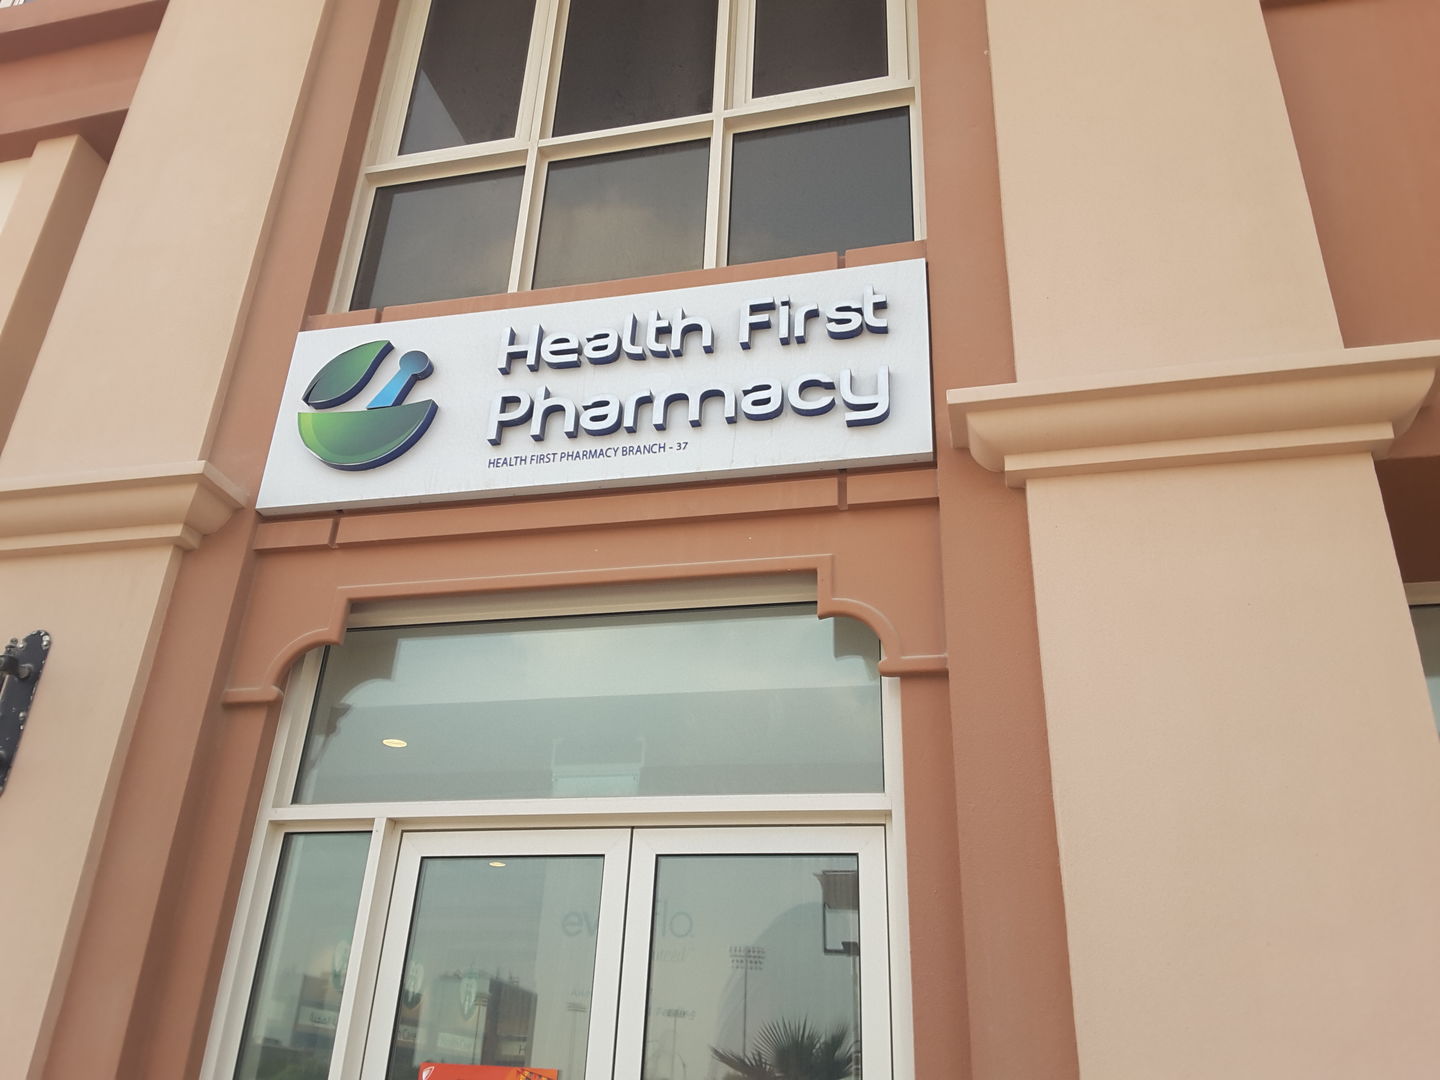 Health First
Pharmacy
HEALTH FIRST PHARMACY BRANCH - 37